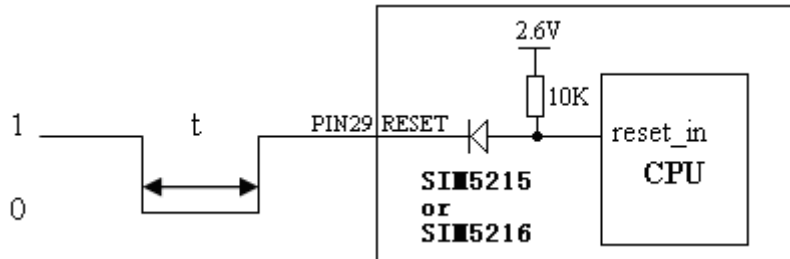 2.6V
10K
1
t
PIN29 RESET
reset_in
CPU
0
SIM5215
or
SIM5216